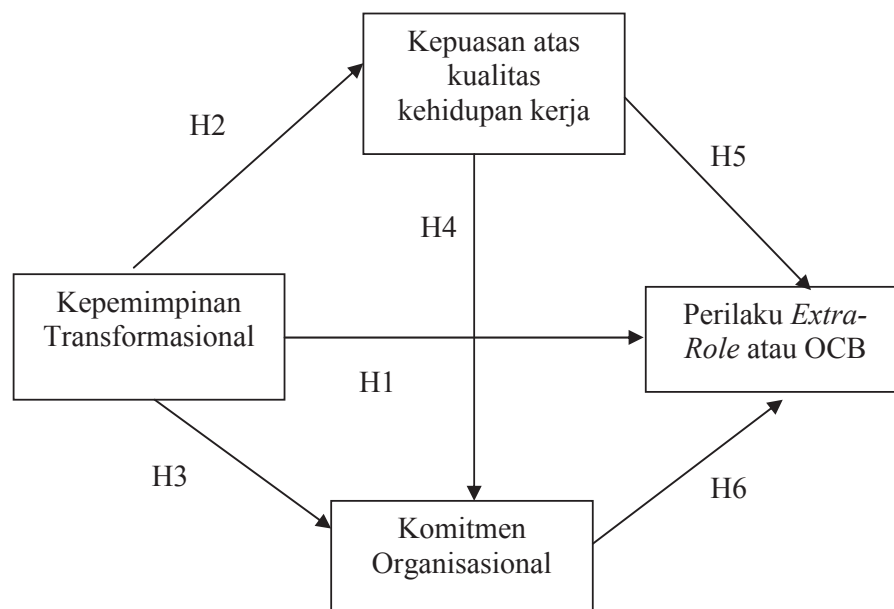 Kepuasan atas
kualitas
kehidupan kerja
H2
H5
H4
Kepemimpinan
Transformasional
Perilaku Extra-
Role atau OCB
H1
H3
H6
Komitmen
Organisasional